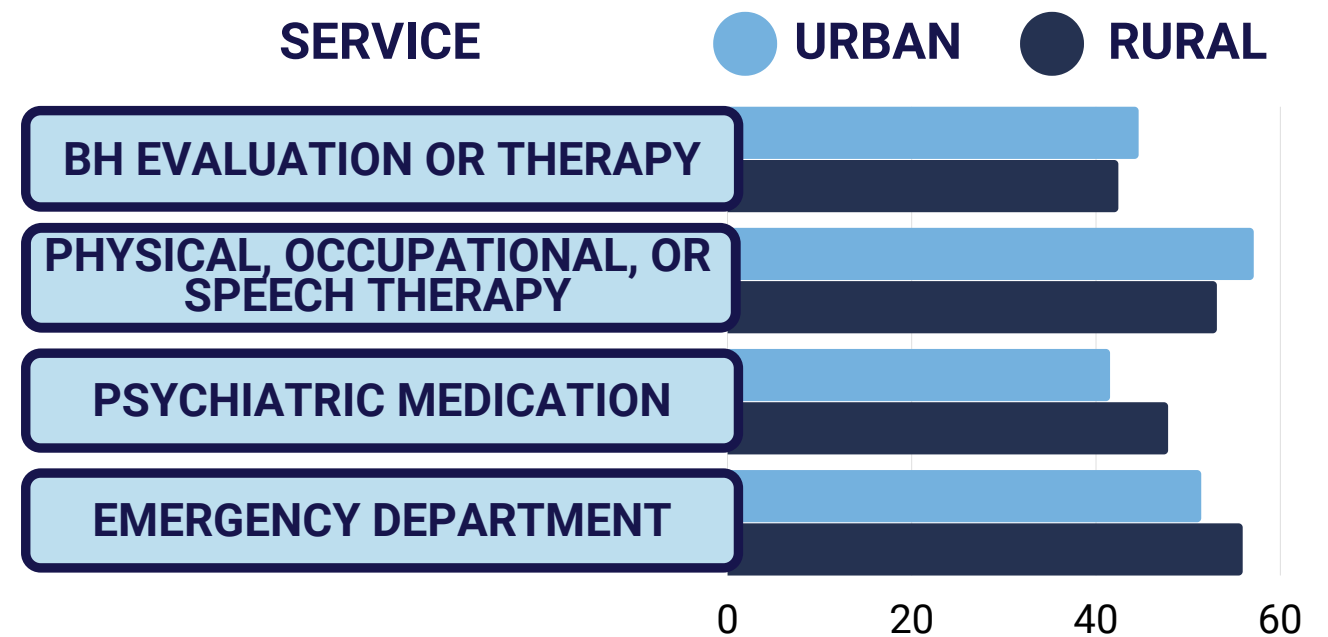 SERVICE
URBAN
RURAL
BH EVALUATION OR THERAPY
PHYSICAL, OCCUPATIONAL, OR
SPEECH THERAPY
PSYCHIATRIC MEDICATION
EMERGENCY DEPARTMENT
0 20 40 60